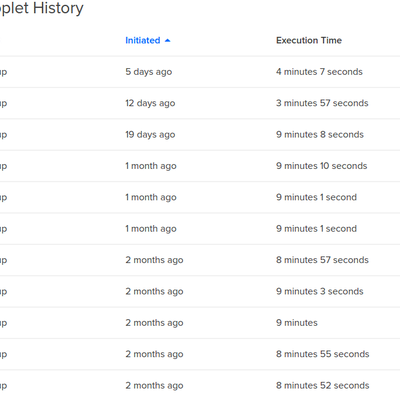 plet History
Initiated Execution Time
up 5 days ago 4 minutes 7 seconds
up 12 days ago 3 minutes 57 seconds
up 19 days ago 9 minutes 8 seconds
up 1 month ago 9 minutes 10 seconds
up 1 month ago 9 minutes 1 second
up 1 month ago 9 minutes 1 second
up 2 months ago 8 minutes 57 seconds
up 2 months ago 9 minutes 3 seconds
up 2 months ago 9 minutes
up 2 months ago 8 minutes 55 seconds
up 2 months ago 8 minutes 52 seconds